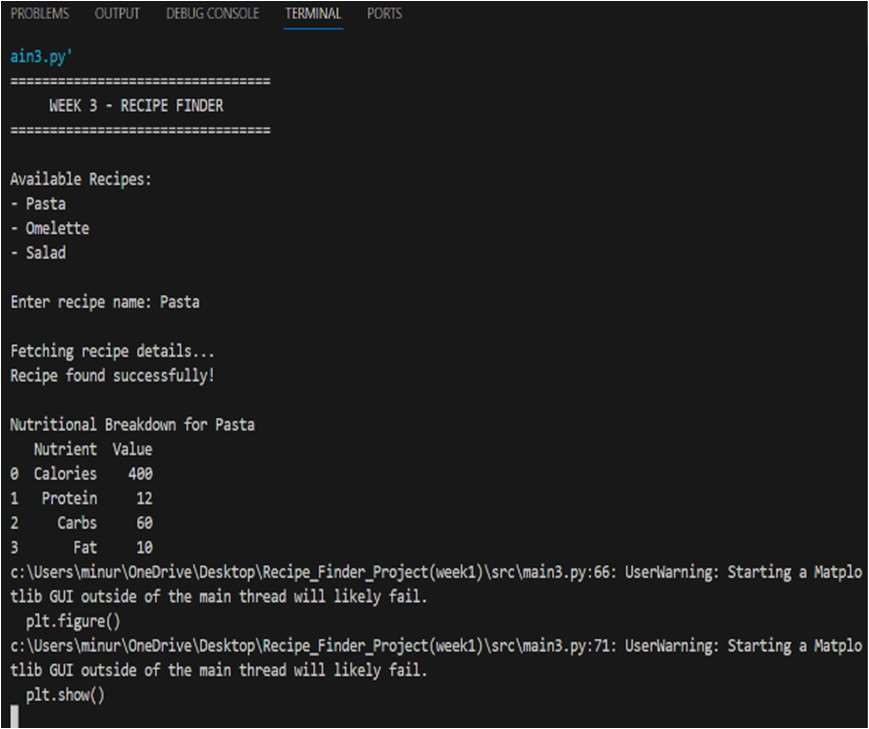 PROBLEMS OUTPUT DEBUG CONSOLE TERMINAL PORTS
ain3.py'
=================================
WEEK 3 - RECIPE FINDER
=================================
Available Recipes:
- Pasta
- Omelette
- Salad
Enter recipe name: Pasta
Fetching recipe details...
Recipe found successfully!
Nutritional Breakdown for Pasta
Nutrient Value
0 Calories 400
1 Protein 12
2 Carbs 60
3 Fat 10
c:\Users\minur\OneDrive\Desktop\Recipe_Finder_Project(week1)\src\main3.py:66: UserWarning: Starting a Matplo
tlib GUI outside of the main thread will likely fail.
plt.figure()
c:\Users\minur\OneDrive\Desktop\Recipe_Finder_Project(week1)\src\main3.py:71: UserWarning: Starting a Matplo
tlib GUI outside of the main thread will likely fail.
plt.show()